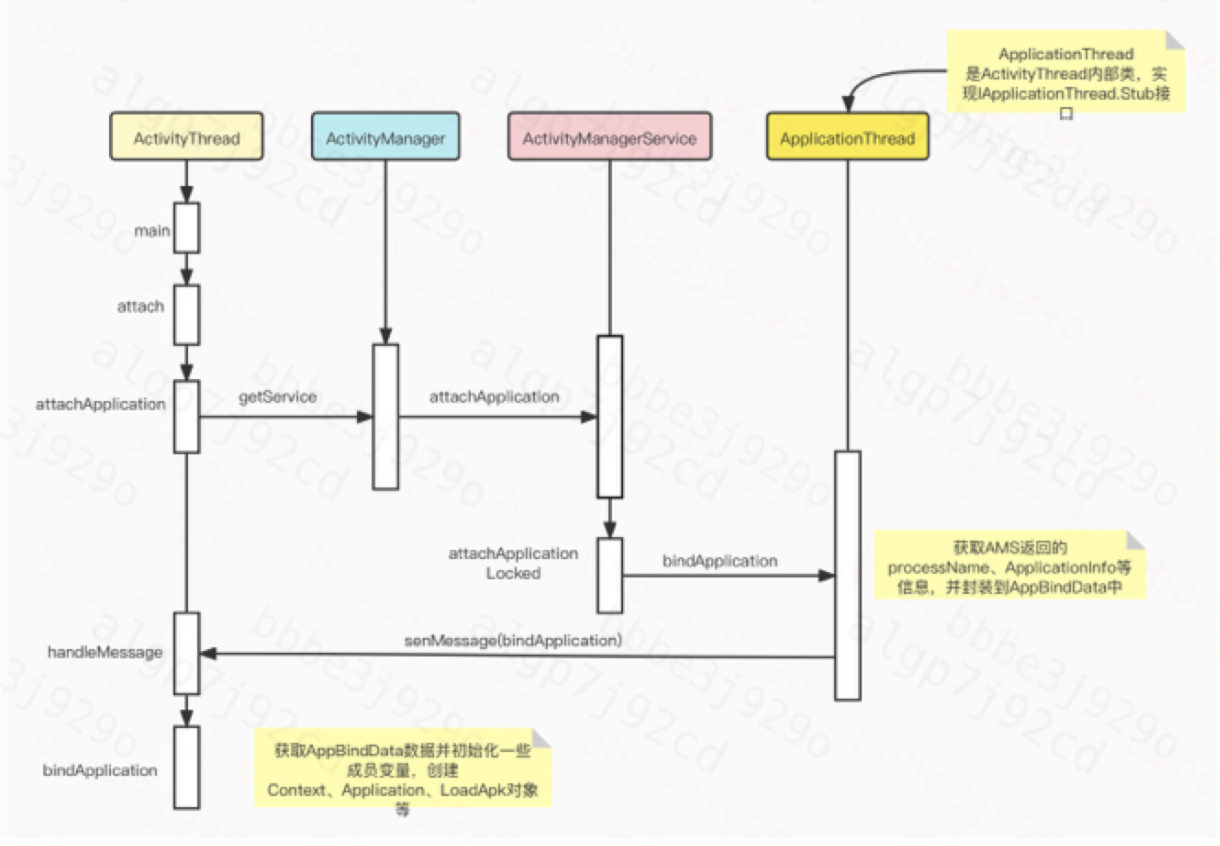 ApplicationThread
是ActivityThread内部类，实
现IApplicationThread.Stub接
口
ActivityThread
ActivityManager
ActivityManagerService
ApplicationThread
main
attach
attachApplication
getService
attachApplication
attachApplication
Locked
bindApplication
获取AMS返回的
processName、ApplicationInfo等
信息，并封装到AppBindData中
senMessage(bindApplication)
handleMessage
bindApplication
获取AppBindData数据并初始化一些
成员变量，创建
Context、Application、LoadApk对象
等